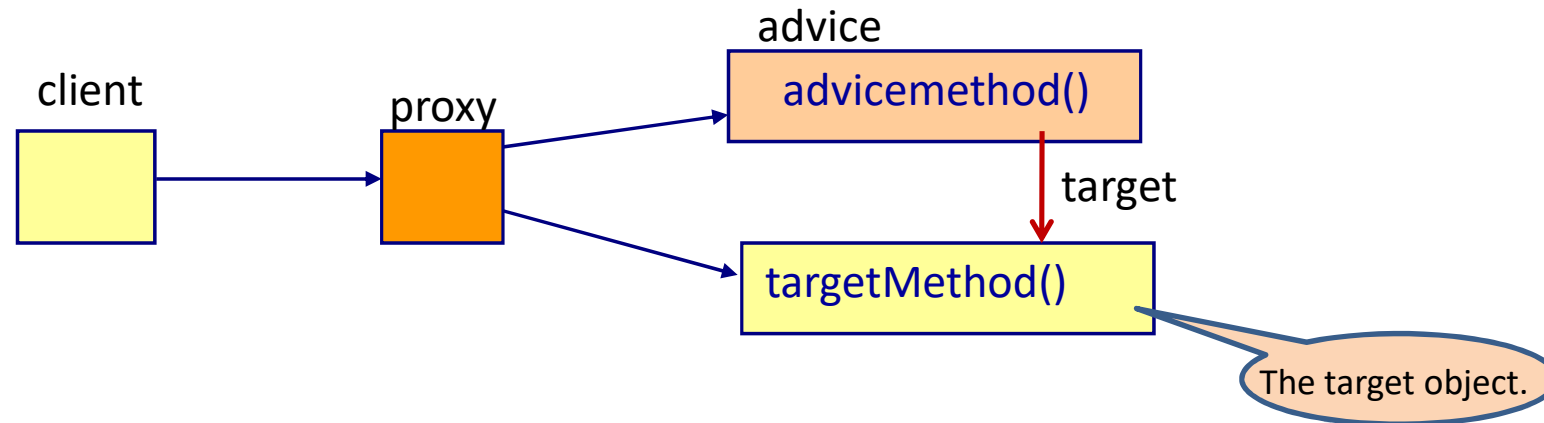 advice
client
advicemethod()
proxy
target
targetMethod()
The target object.